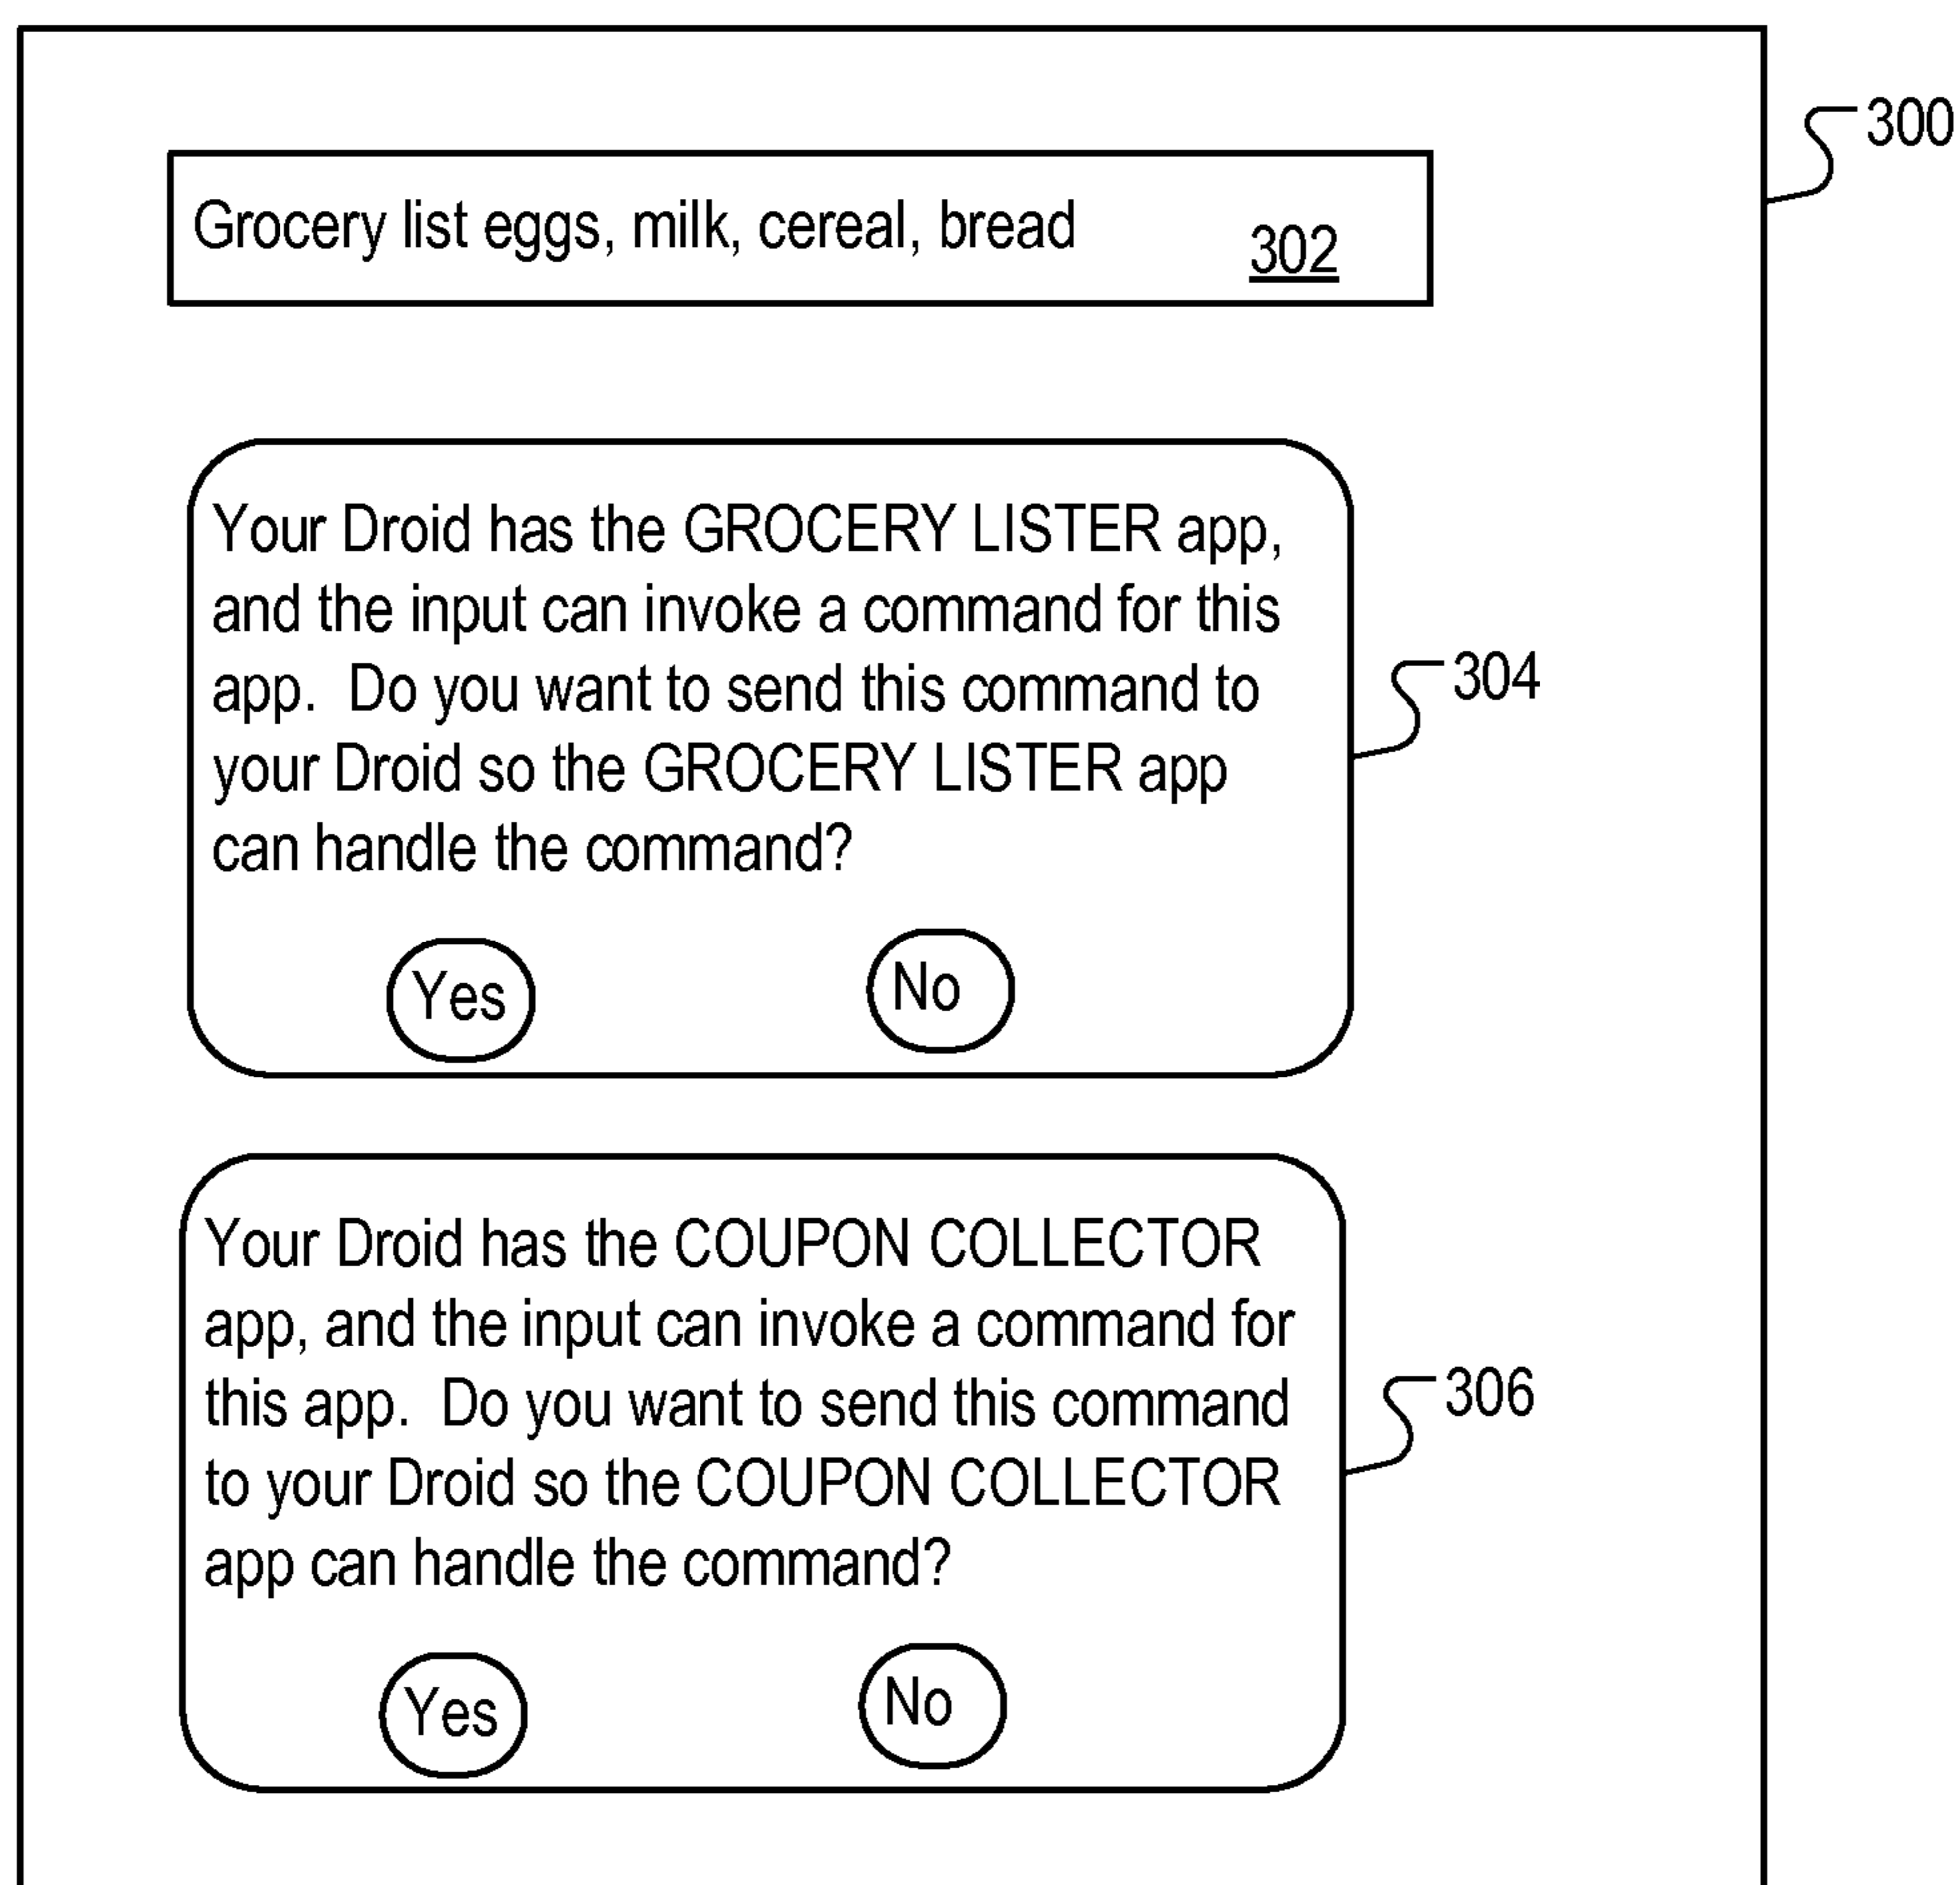 300
Grocery list eggs, milk, cereal, bread
302
Your Droid has the GROCERY LISTER app,
and the input can invoke a command for this
app. Do you want to send this command to
your Droid so the GROCERY LISTER app
can handle the command?
304
Yes
No
Your Droid has the COUPON COLLECTOR
app, and the input can invoke a command for
this app. Do you want to send this command
to your Droid so the COUPON COLLECTOR
app can handle the command?
306
Yes
No